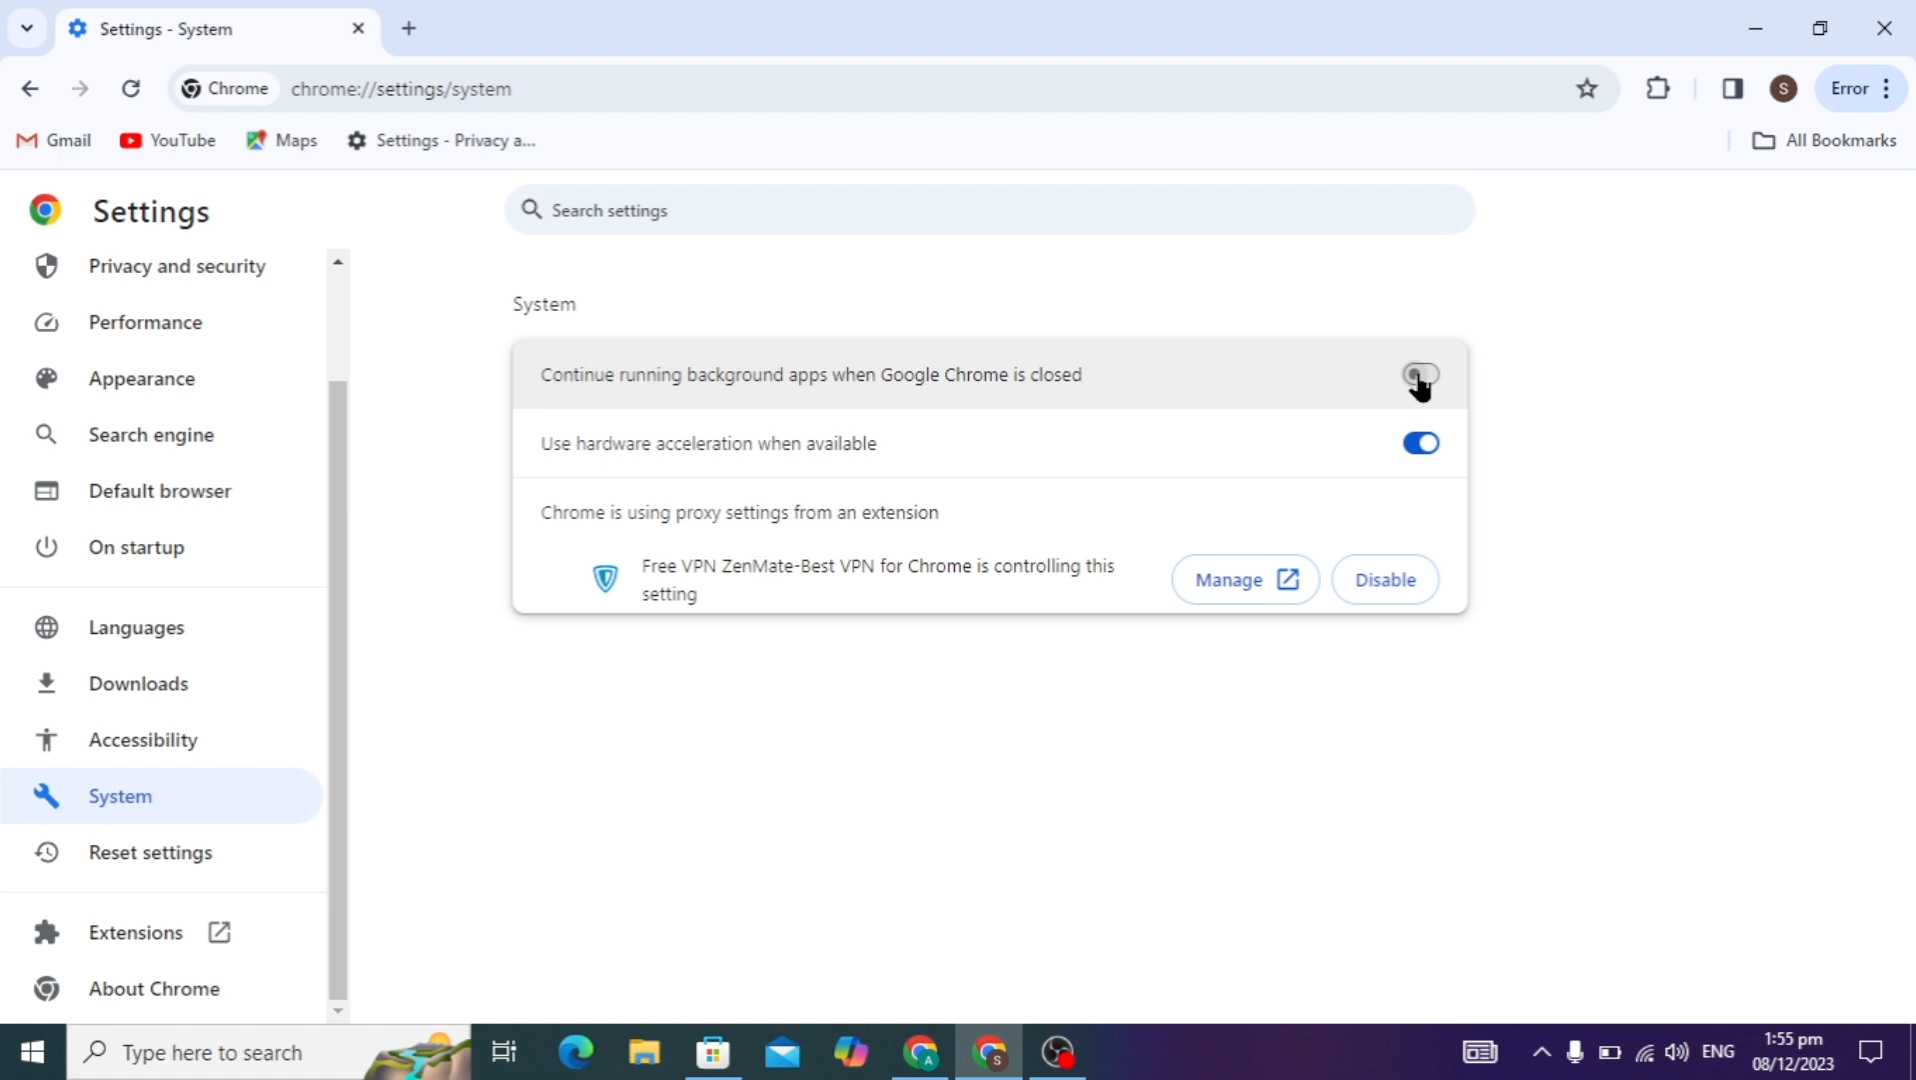 Settings - System
Chrome
chrome://settings/system
S
Error
Gmail
YouTube
Maps
Settings - Privacy a...
All Bookmarks
Settings
Search settings
Privacy and security
Performance
Appearance
Search engine
Default browser
On startup
Languages
Downloads
Accessibility
System
Reset settings
Extensions
About Chrome
System
Continue running background apps when Google Chrome is closed
Use hardware acceleration when available
Chrome is using proxy settings from an extension
Free VPN ZenMate-Best VPN for Chrome is controlling this
setting
Manage
Disable
Type here to search
A
S
ENG
1:55 pm
08/12/2023